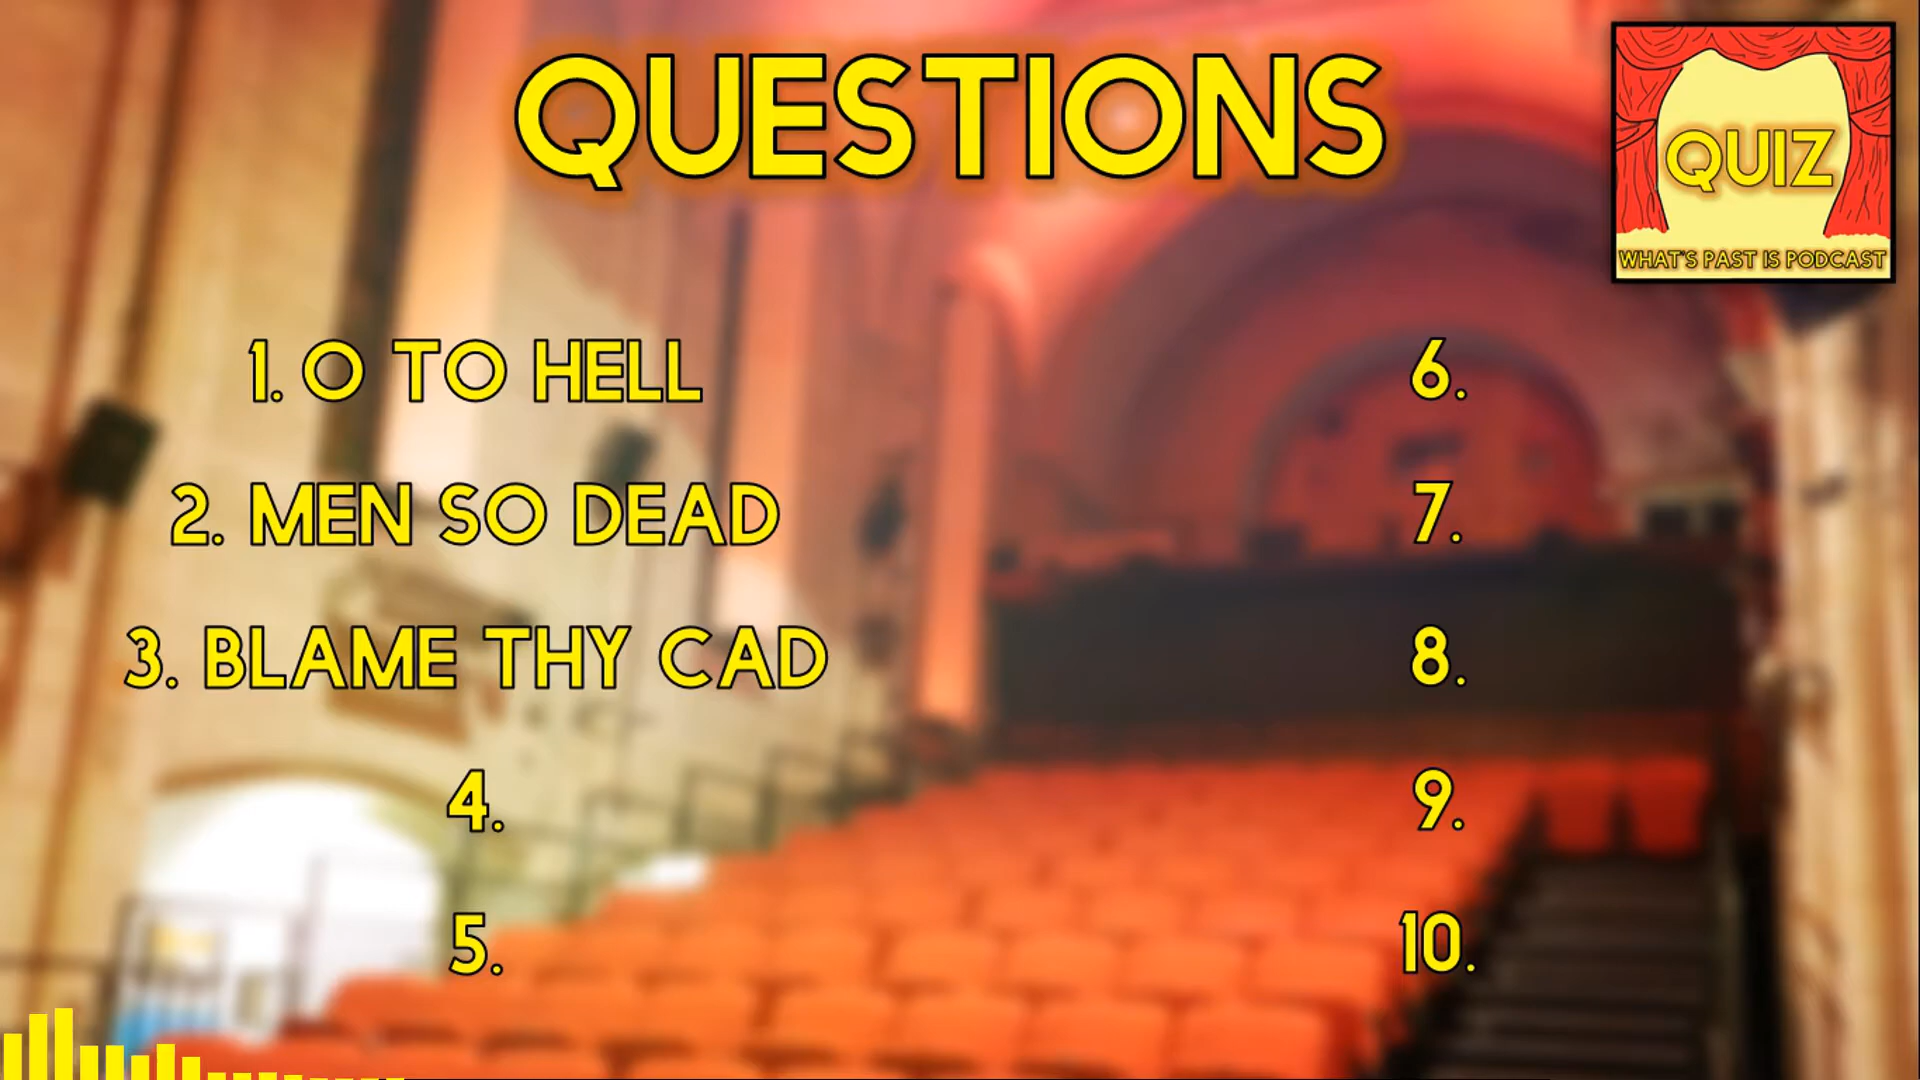 QUESTIONS
QUIZ
WHAT'S PAST IS PODCAST
1. O TO HELL
2. MEN SO DEAD
3. BLAME THY CAD
4.
5.
6.
7.
8.
9.
10.